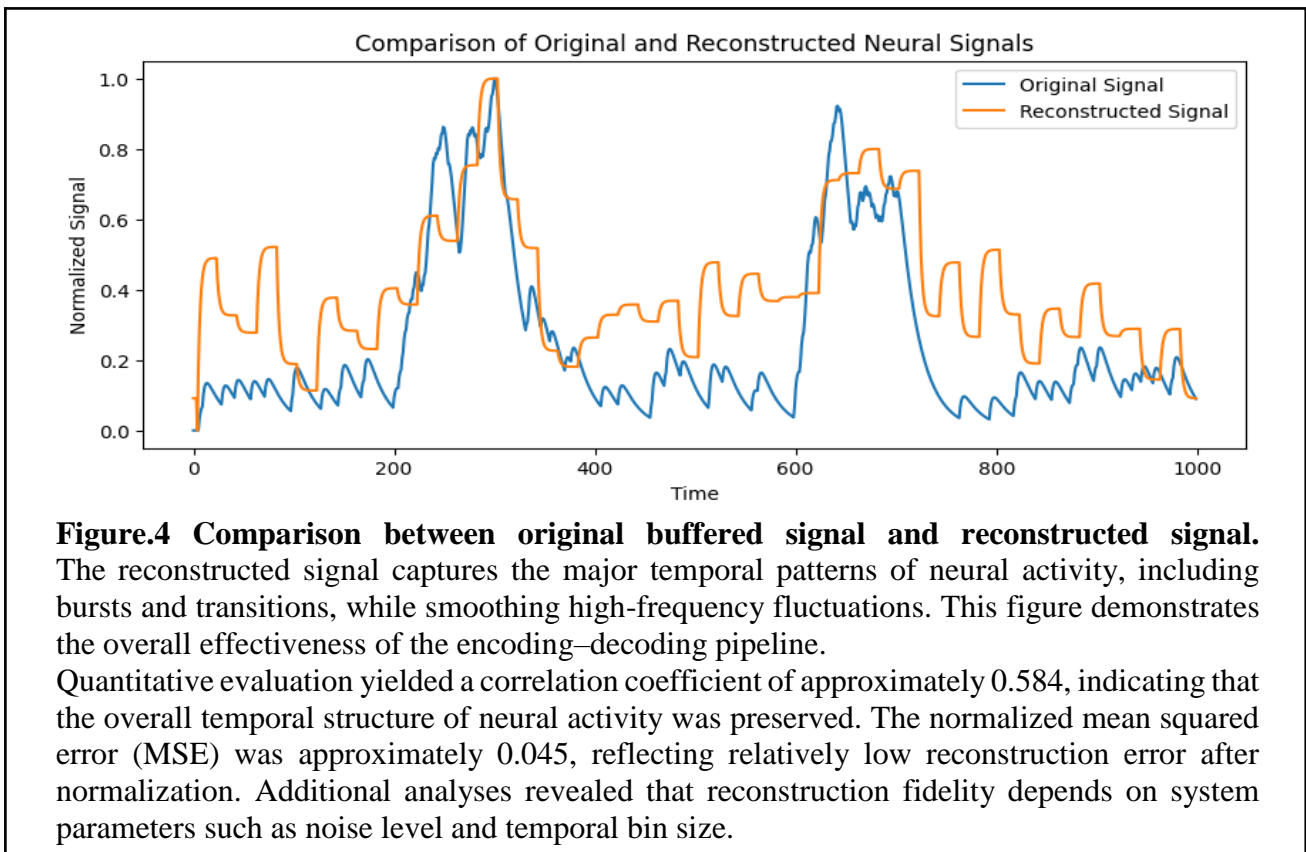 Comparison of Original and Reconstructed Neural Signals
Original Signal
Reconstructed Signal
Normalized Signal
1.0
0.8
0.6
0.4
0.2
0.0
0
200
400
600
800
1000
Time
Figure.4 Comparison between original buffered signal and reconstructed signal.
The reconstructed signal captures the major temporal patterns of neural activity, including
bursts and transitions, while smoothing high-frequency fluctuations. This figure demonstrates
the overall effectiveness of the encoding–decoding pipeline.
Quantitative evaluation yielded a correlation coefficient of approximately 0.584, indicating that
the overall temporal structure of neural activity was preserved. The normalized mean squared
error (MSE) was approximately 0.045, reflecting relatively low reconstruction error after
normalization. Additional analyses revealed that reconstruction fidelity depends on system
parameters such as noise level and temporal bin size.